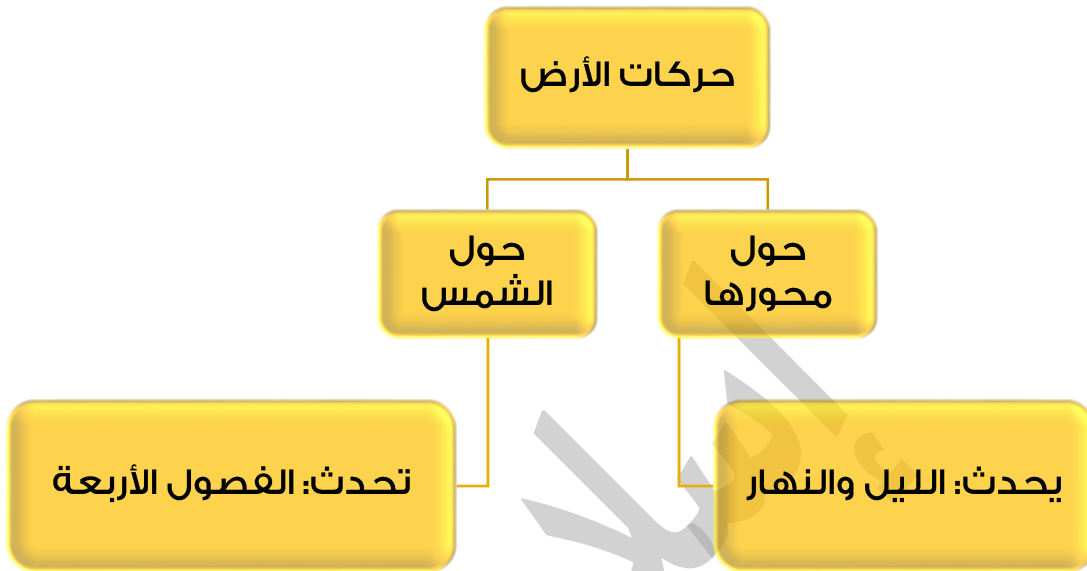 حركات الأرض
حول
محورها
حول
الشمس
يحدث: الليل والنهار
تحدث: الفصول الأربعة